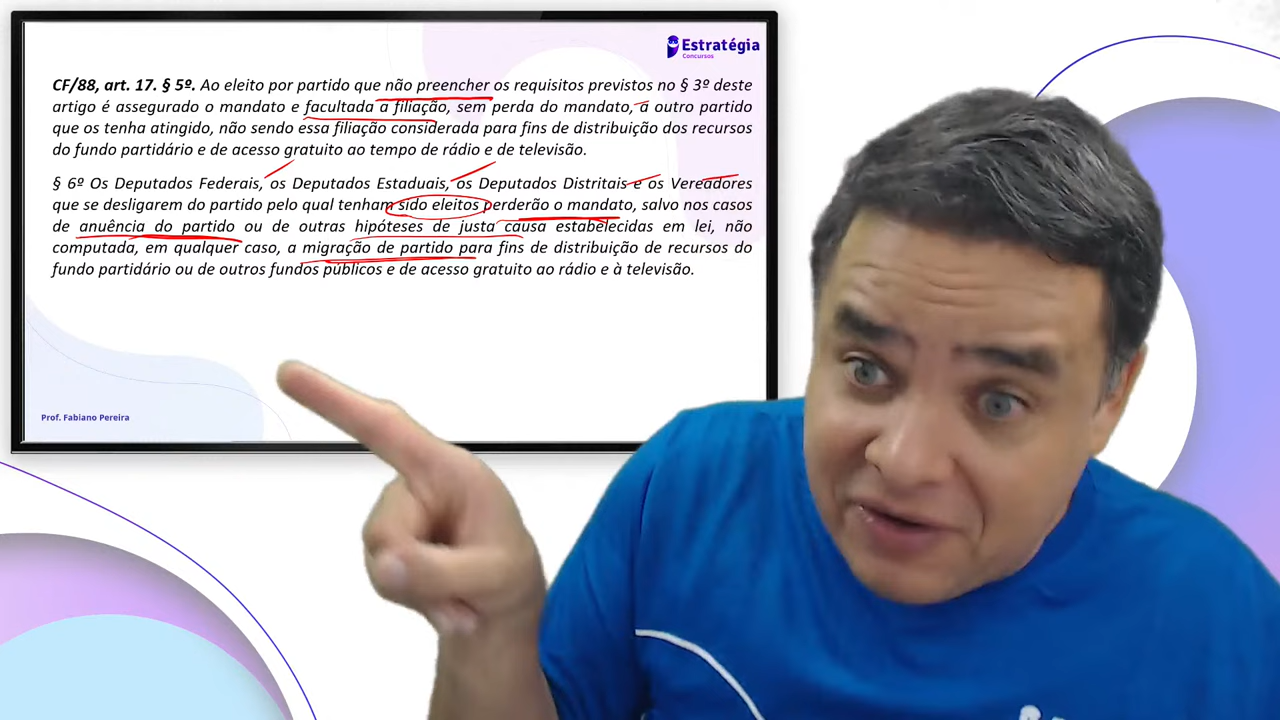 Estratégia
Concursos
CF/88, art. 17. § 5º. Ao eleito por partido que não preencher os requisitos previstos no § 3º deste
artigo é assegurado o mandato e facultada a filiação, sem perda do mandato, a outro partido
que os tenha atingido, não sendo essa filiação considerada para fins de distribuição dos recursos
do fundo partidário e de acesso gratuito ao tempo de rádio e de televisão.
§ 6º Os Deputados Federais, os Deputados Estaduais, os Deputados Distritais e os Vereadores
que se desligarem do partido pelo qual tenham sido eleitos perderão o mandato, salvo nos casos
de anuência do partido ou de outras hipóteses de justa causa estabelecidas em lei, não
computada, em qualquer caso, a migração de partido para fins de distribuição de recursos do
fundo partidário ou de outros fundos públicos e de acesso gratuito ao rádio e à televisão.
Prof. Fabiano Pereira